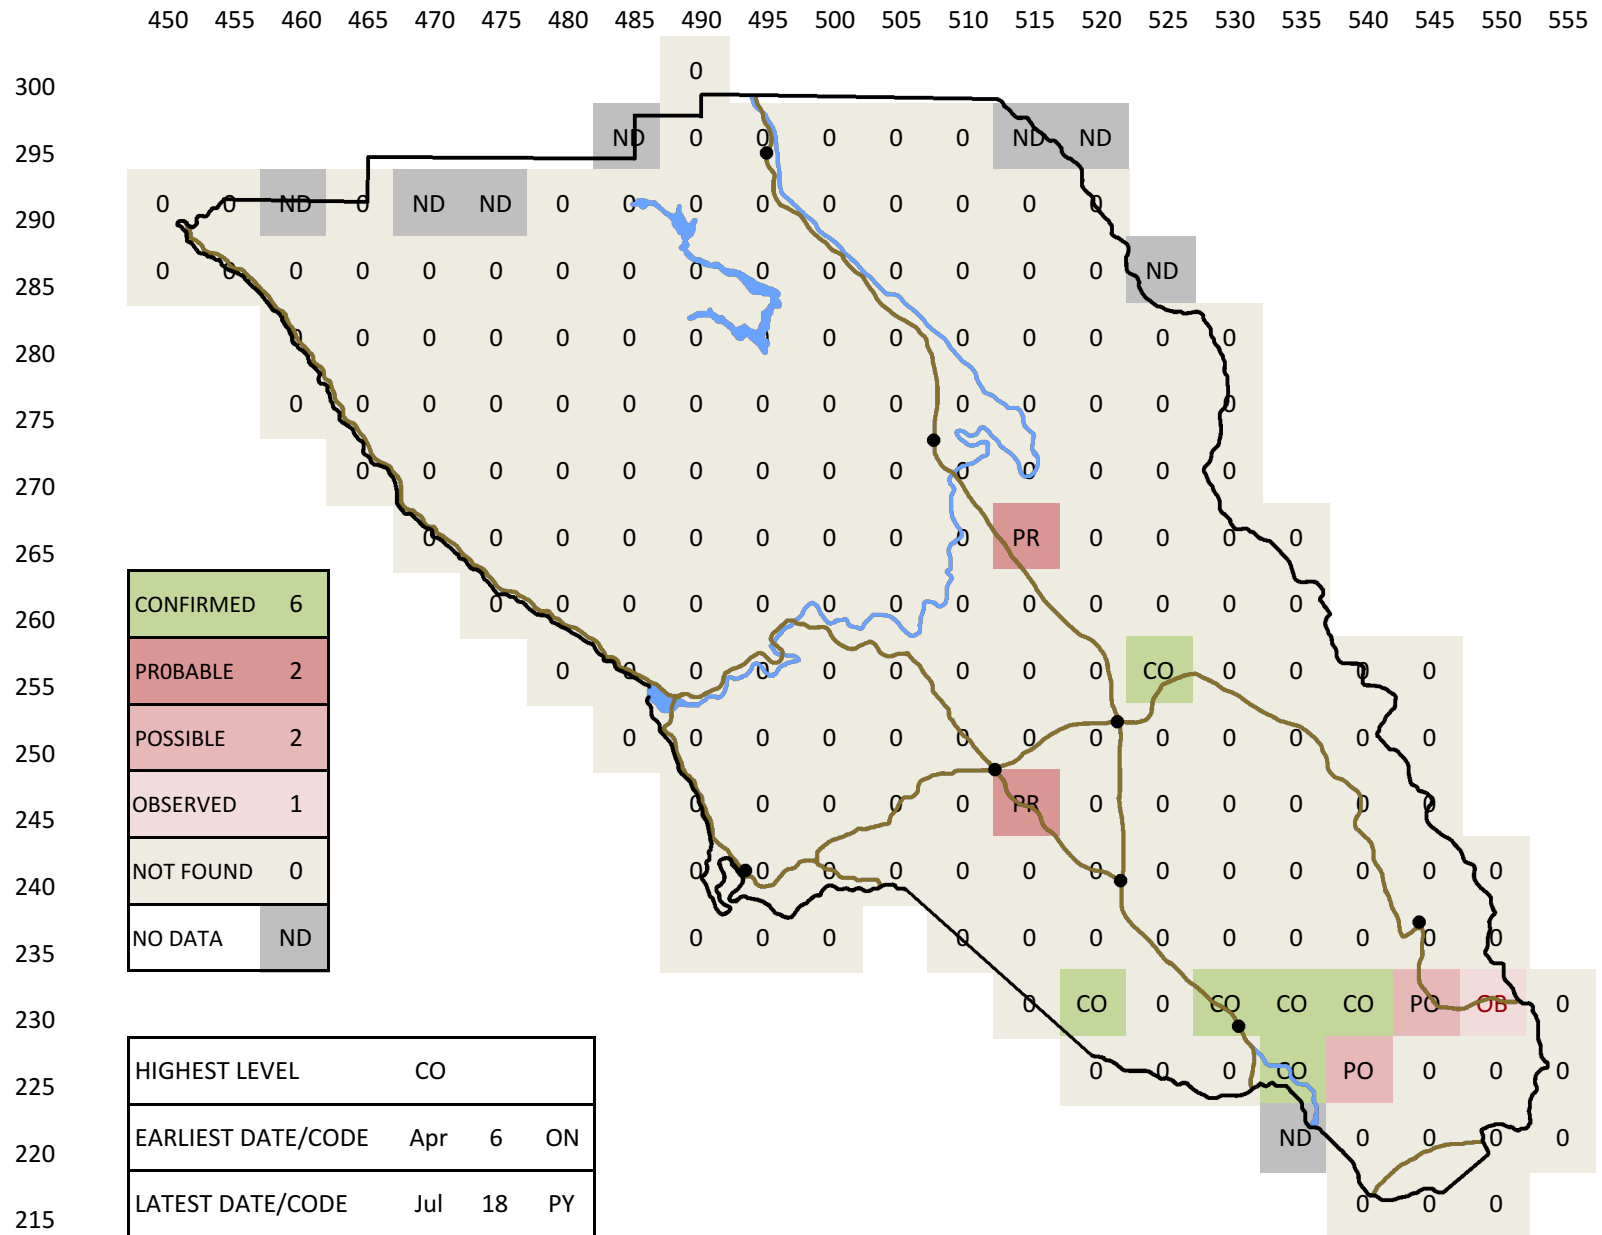 450 455 460 465 470 475 480 485 490 495 500 505 510 515 520 525 530 535 540 545 550 555
300 0
295 ND 0 0 0 0 0 ND ND
290 0 0 ND 0 ND ND 0 0 0 0 0 0 0 0 0
285 0 0 0 0 0 0 0 0 0 0 0 0 0 0 0 ND
280 0 0 0 0 0 0 0 0 0 0 0 0 0 0 0
275 0 0 0 0 0 0 0 0 0 0 0 0 0 0 0
270 0 0 0 0 0 0 0 0 0 0 0 0 0 0
265 0 0 0 0 0 0 0 0 0 PR 0 0 0 0
260 0 0 0 0 0 0 0 0 0 0 0 0 0
255 0 0 0 0 0 0 0 0 0 CO 0 0 0 0
250 0 0 0 0 0 0 0 0 0 0 0 0 0
245 0 0 0 0 0 PR 0 0 0 0 0 0
240 0 0 0 0 0 0 0 0 0 0 0 0 0
235 0 0 0 0 0 0 0 0 0 0 0 0
230 0 CO 0 CO CO CO PO OB 0
225 0 0 0 CO PO 0 0 0
220 ND 0 0 0 0
215 0 0 0
CONFIRMED 6
PR0BABLE 2
POSSIBLE 2
OBSERVED 1
NOT FOUND 0
NO DATA ND
HIGHEST LEVEL CO
EARLIEST DATE/CODE Apr 6 ON
LATEST DATE/CODE Jul 18 PY